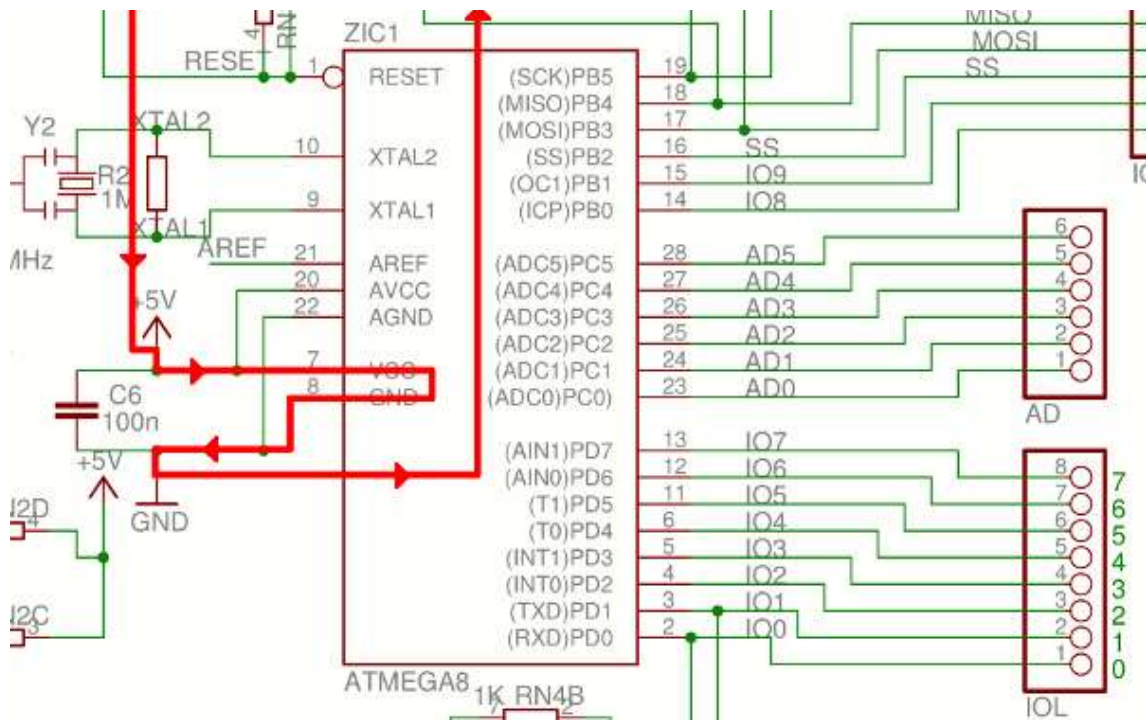 MISO
MOSI
SS
4
RN
ZIC1
RESET
1
RESET
(SCK)PB5
19
(MISO)PB4
18
(MOSI)PB3
17
Y2
XTAL2
10
XTAL2
(SS)PB2
16
SS
R2
1M
(OC1)PB1
15
IO9
9
XTAL1
(ICP)PB0
14
IO8
XTAL1
AREF
MHz
21
AREF
(ADC5)PC5
28
AD5
20
AVCC
(ADC4)PC4
27
AD4
22
AGND
(ADC3)PC3
26
AD3
+5V
(ADC2)PC2
25
AD2
7
VCC
(ADC1)PC1
24
AD1
8
GND
(ADC0)PC0)
23
AD0
6
5
4
3
2
1
AD
C6
100n
+5V
GND
(AIN1)PD7
13
IO7
(AIN0)PD6
12
IO6
(T1)PD5
11
IO5
(T0)PD4
6
IO4
(INT1)PD3
5
IO3
(INT0)PD2
4
IO2
(TXD)PD1
3
IO1
(RXD)PD0
2
IO0
8 7
7 6
6 5
5 4
4 3
3 2
2 1
1 0
IOL
N2D
4
N2C
3
ATMEGA8
1K RN4B
7 2